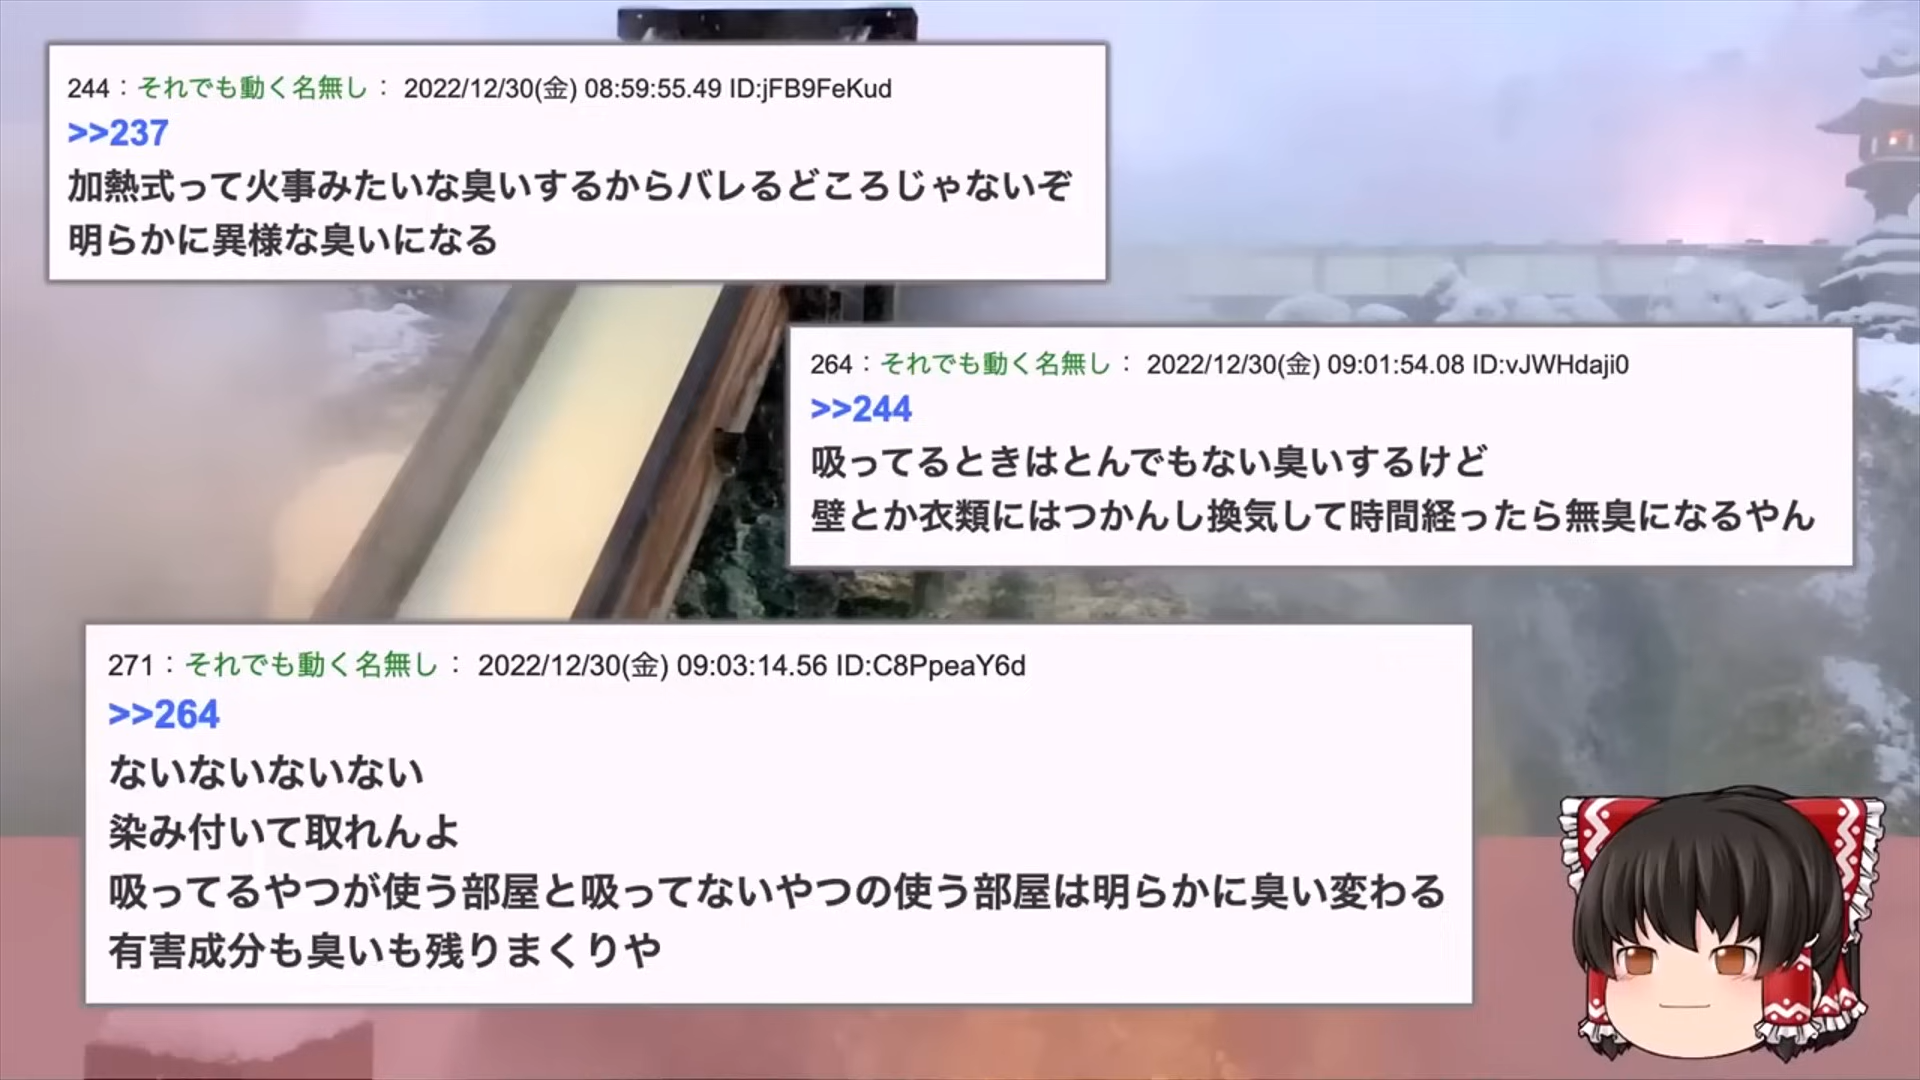 244：それでも動く名無し： 2022/12/30(金) 08:59:55.49 ID:jFB9FeKud
>>237
加熱式って火事みたいな臭いするからバレるどころじゃないぞ
明らかに異様な臭いになる
264：それでも動く名無し： 2022/12/30(金) 09:01:54.08 ID:vJWHdaji0
>>244
吸ってるときはとんでもない臭いするけど
壁とか衣類にはつかんし換気して時間経ったら無臭になるやん
271：それでも動く名無し： 2022/12/30(金) 09:03:14.56 ID:C8PpeaY6d
>>264
ないないないない
染み付いて取れんよ
吸ってるやつが使う部屋と吸ってないやつの使う部屋は明らかに臭い変わる
有害成分も臭いも残りまくりや